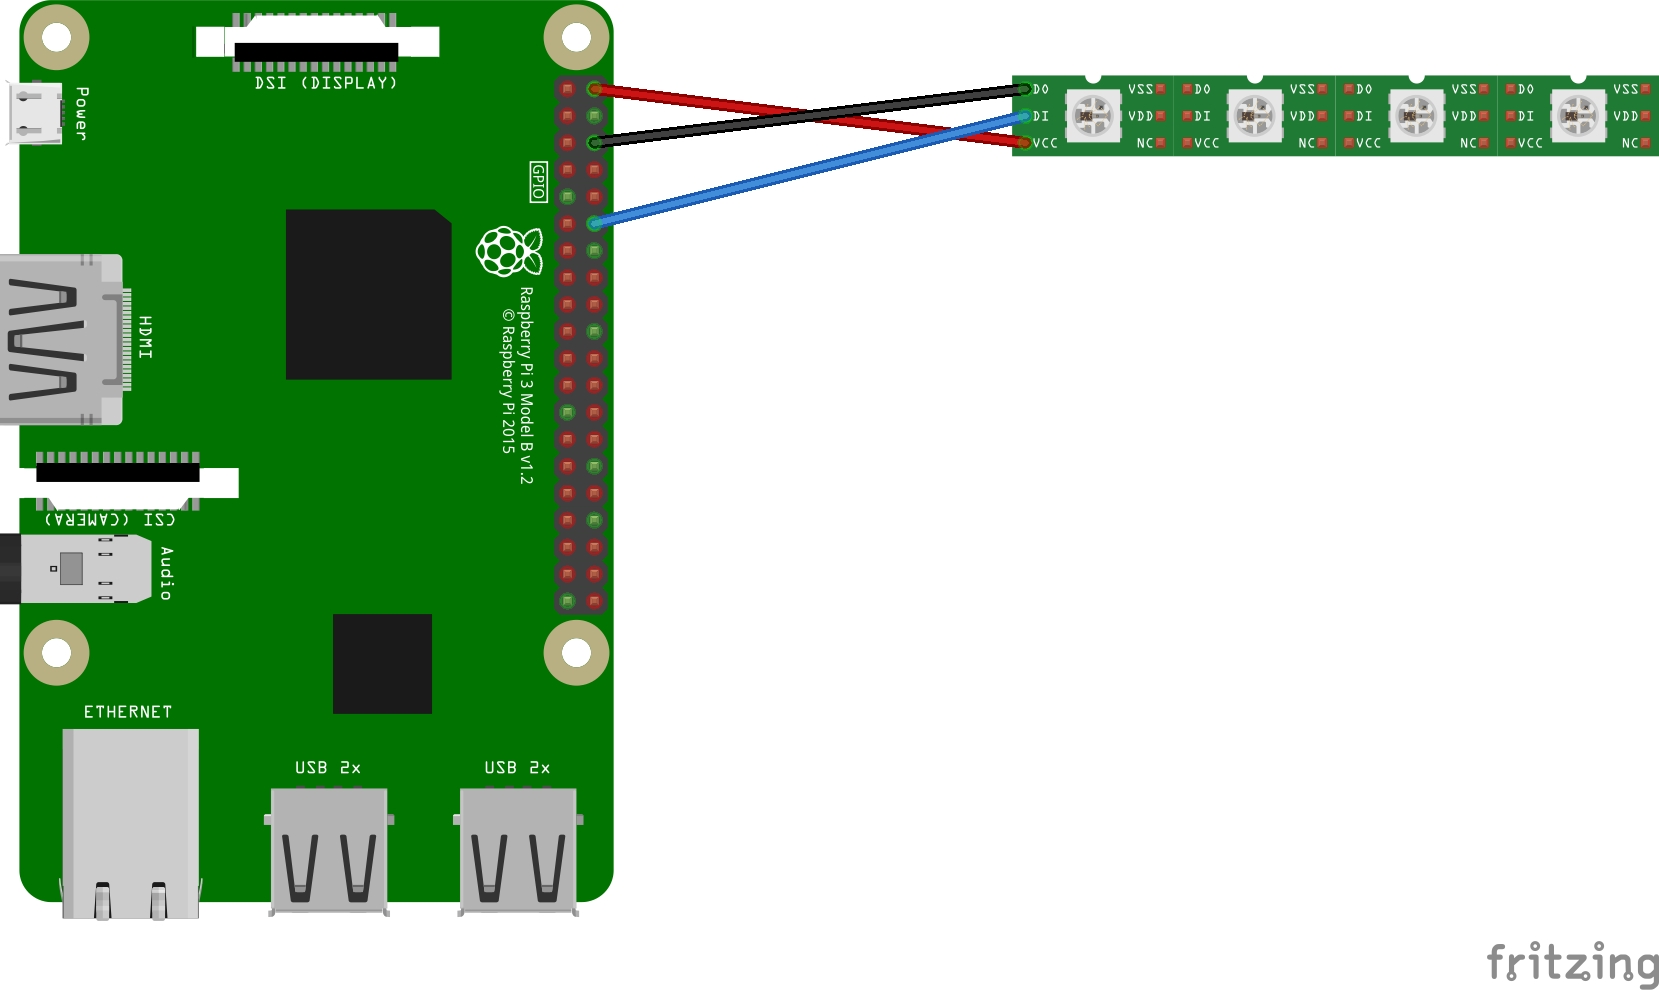 DSI (DISPLAY)
Power
GPIO
HDMI
Raspberry Pi 3 Model B v1.2
© Raspberry Pi 2015
CSI (CAMERA)
Audio
ETHERNET
USB 2x
USB 2x
DO VSS DO VSS DO VSS DO VSS
DI VDD DI VDD DI VDD DI VDD
VCC NC VCC NC VCC NC VCC NC
fritzing